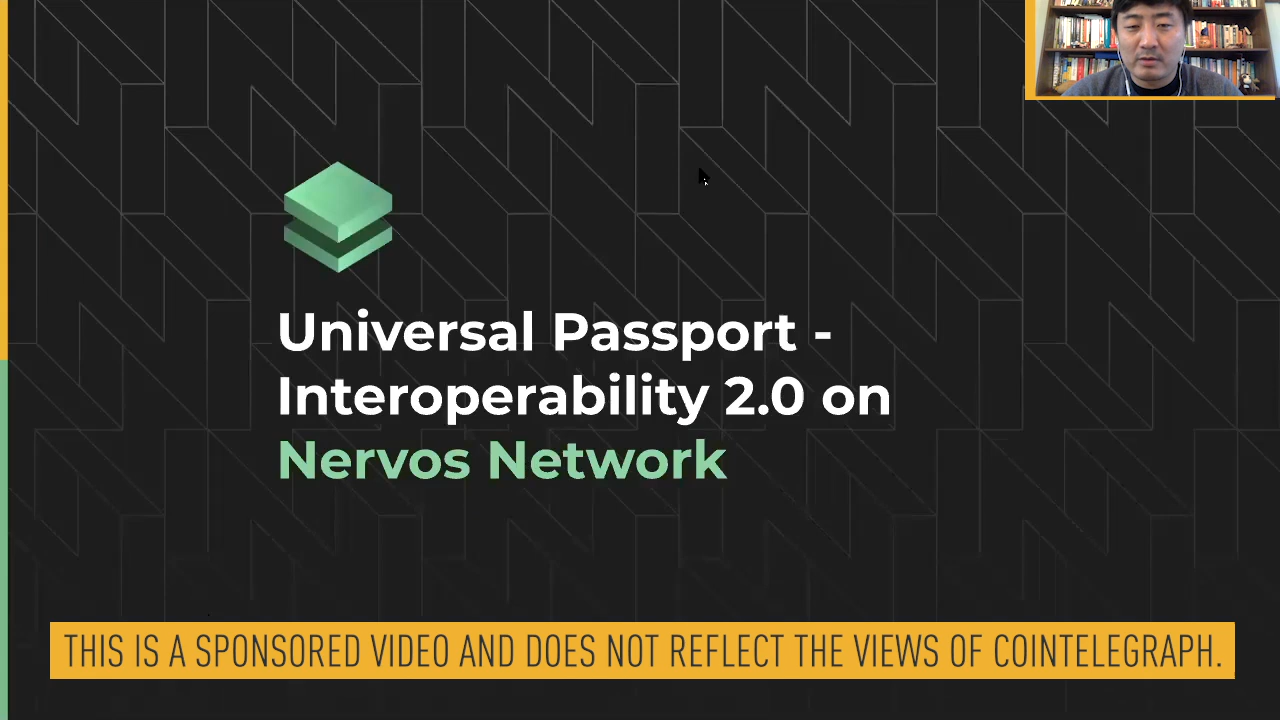 Universal Passport -
Interoperability 2.0 on
Nervos Network
THIS IS A SPONSORED VIDEO AND DOES NOT REFLECT THE VIEWS OF COINTELEGRAPH.